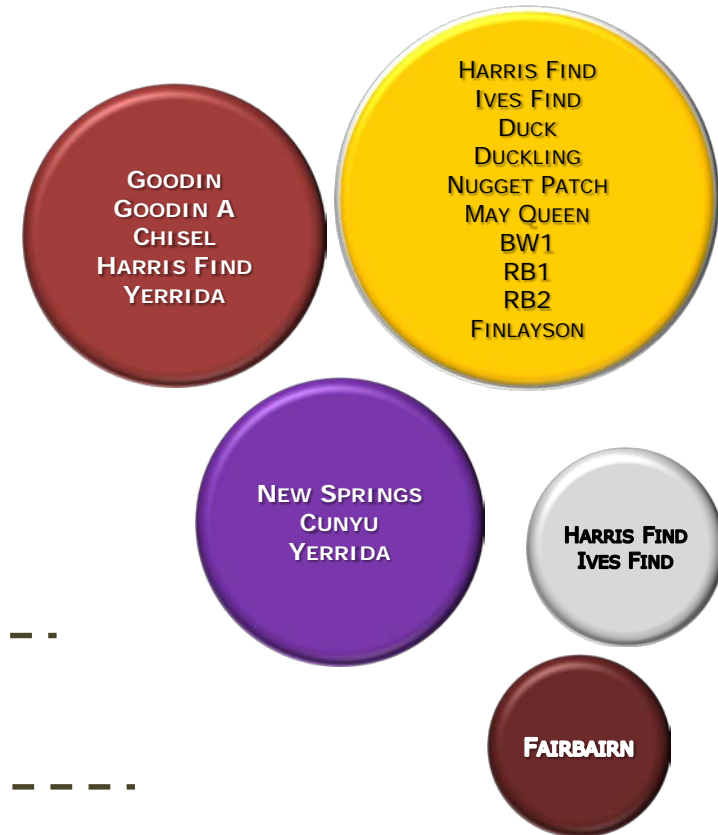 HARRIS FIND
IVES FIND
DUCK
DUCKLING
NUGGET PATCH
MAY QUEEN
BW1
RB1
RB2
FINLAYSON
GOODIN
GOODIN A
CHISEL
HARRIS FIND
YERRIDA
NEW SPRINGS
CUNYU
YERRIDA
HARRIS FIND
IVES FIND
FAIRBAIRN